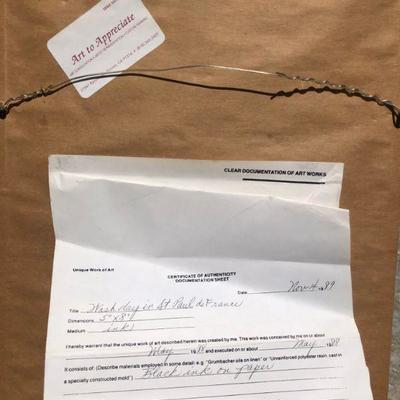 Art to Appreciate
CLEAR DOCUMENTATION OF ART WORKS
Unique Work of Art
CERTIFICATE OF AUTHENTICITY
DOCUMENTATION SHEET
Date Nov 4, 1989
Title Wash day in St Paul de France
Dimensions 5" x 8"
Medium ink
I hereby warrant that the unique work of art described herein was created by me. This work was conceived by me on or about
May 19 and executed on or about May 19
It consists of: (Describe materials employed in some detail: e.g. "Grumbacher oils on linen" or "Unreinforced polyester resin, cast in
a specially constructed mold") Black ink on paper